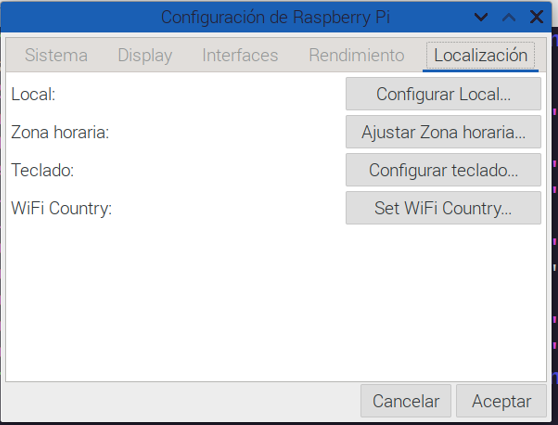 Configuración de Raspberry Pi
Sistema Display Interfaces Rendimiento Localización
Local: Configurar Local...
Zona horaria: Ajustar Zona horaria...
Teclado: Configurar teclado...
WiFi Country: Set WiFi Country...
Cancelar Aceptar